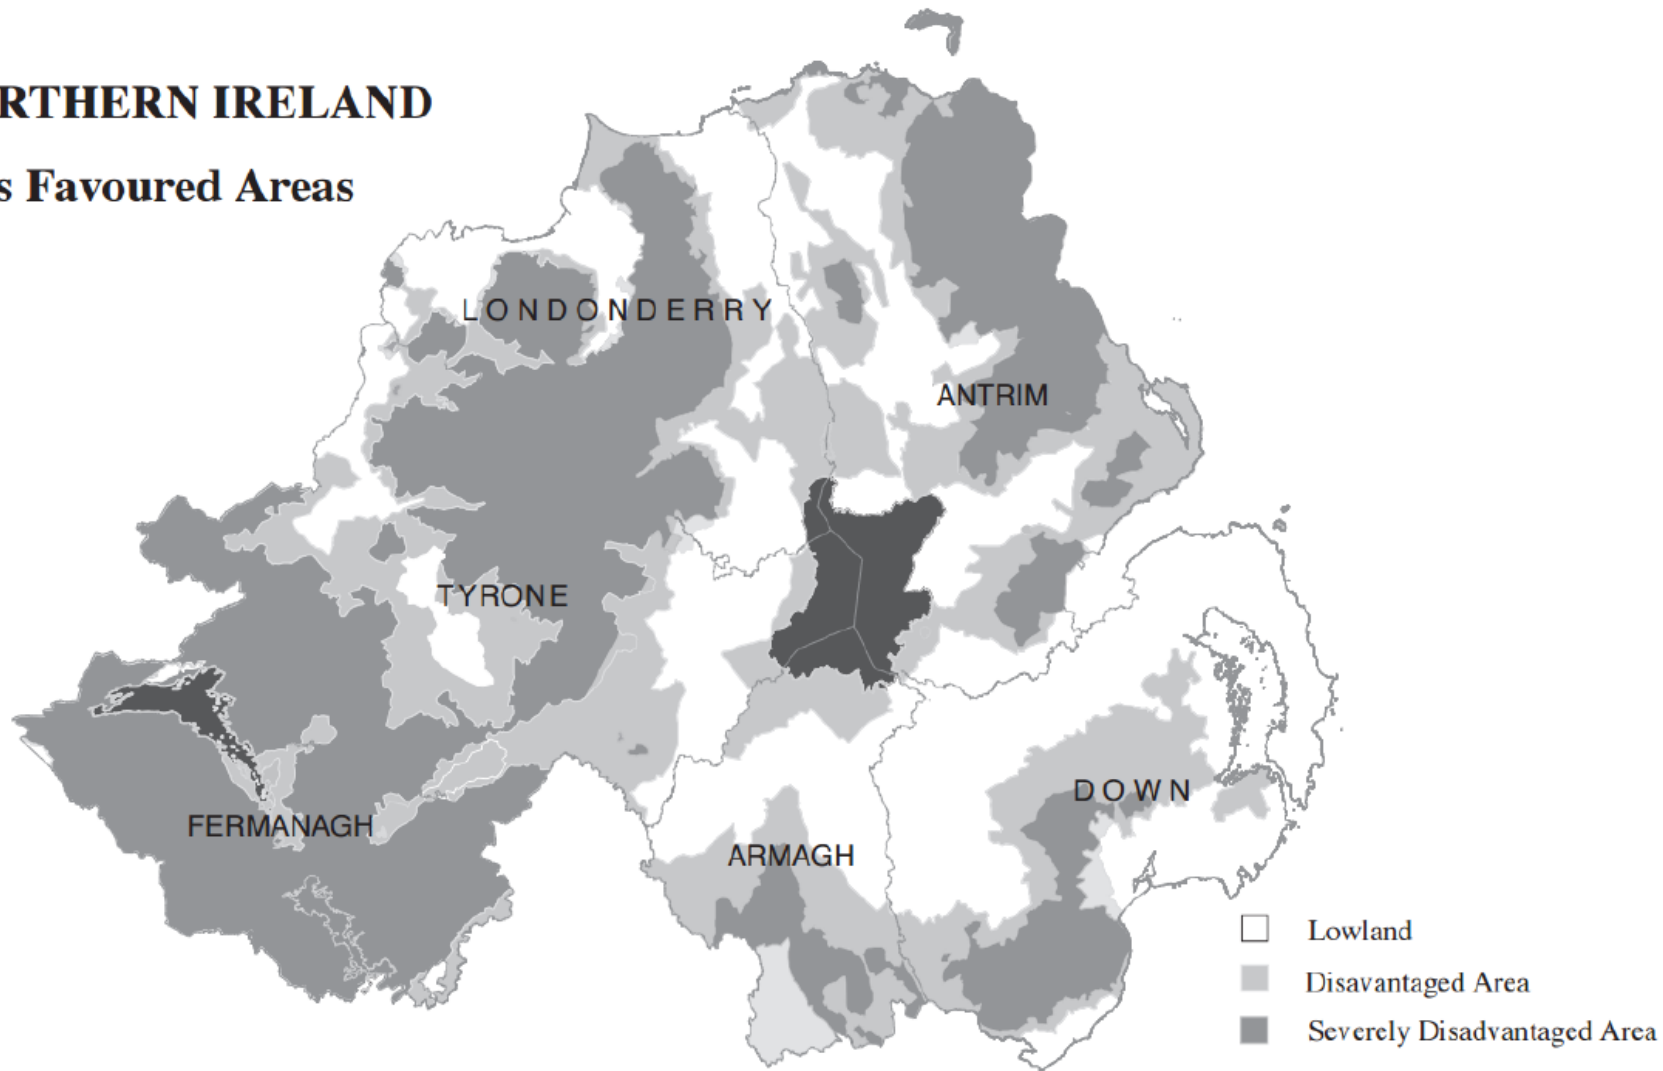 RTHERN IRELAND
s Favoured Areas
LONDONDERRY
ANTRIM
TYRONE
DOWN
FERMANAGH
ARMAGH
Lowland
Disavantaged Area
Severely Disadvantaged Area